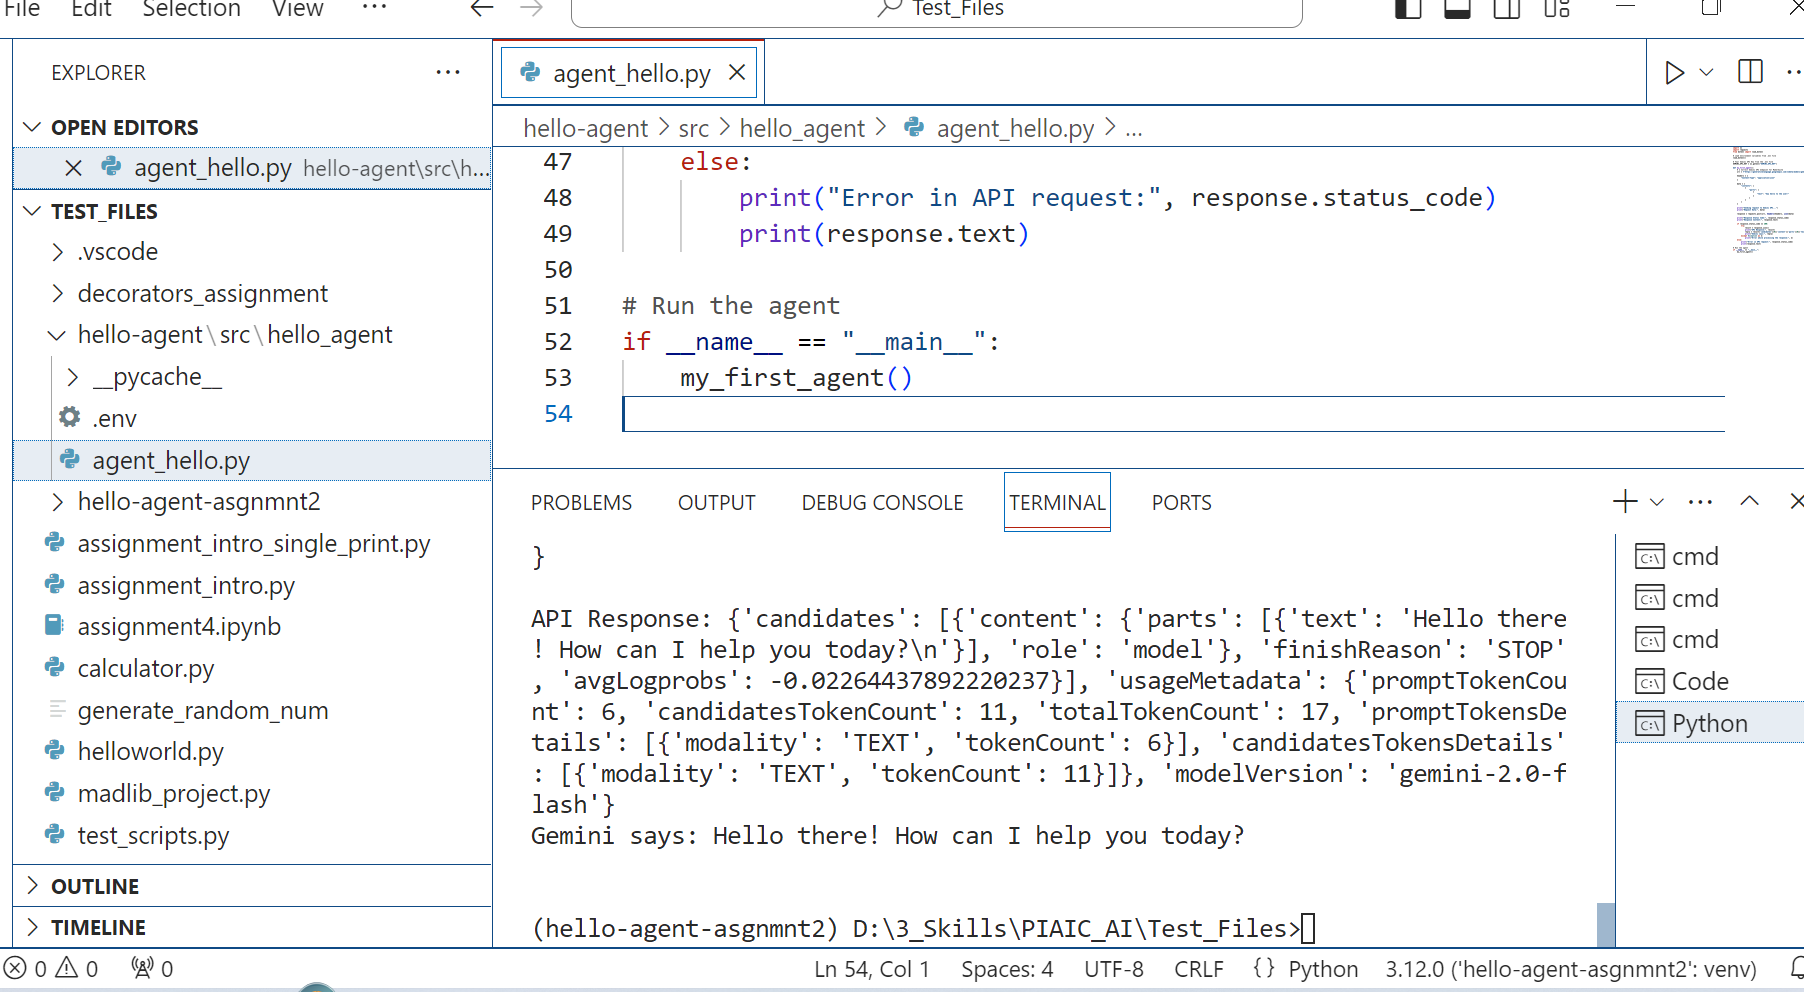 File Edit Selection View ··· Test_Files
EXPLORER ···
OPEN EDITORS
agent_hello.py hello-agent\src\h...
TEST_FILES
.vscode
decorators_assignment
hello-agent\src\hello_agent
__pycache__
.env
agent_hello.py
hello-agent-asgnmnt2
assignment_intro_single_print.py
assignment_intro.py
assignment4.ipynb
calculator.py
generate_random_num
helloworld.py
madlib_project.py
test_scripts.py
OUTLINE
TIMELINE
agent_hello.py
hello-agent > src > hello_agent > agent_hello.py > ...
47 else:
48 print("Error in API request:", response.status_code)
49 print(response.text)
50
51 # Run the agent
52 if __name__ == "__main__":
53 my_first_agent()
54
PROBLEMS OUTPUT DEBUG CONSOLE TERMINAL PORTS
}
API Response: {'candidates': [{'content': {'parts': [{'text': 'Hello there
! How can I help you today?\n'}], 'role': 'model'}, 'finishReason': 'STOP'
, 'avgLogprobs': -0.02264437892220237}], 'usageMetadata': {'promptTokenCou
nt': 6, 'candidatesTokenCount': 11, 'totalTokenCount': 17, 'promptTokensDe
tails': [{'modality': 'TEXT', 'tokenCount': 6}], 'candidatesTokensDetails'
: [{'modality': 'TEXT', 'tokenCount': 11}]}, 'modelVersion': 'gemini-2.0-f
lash'}
Gemini says: Hello there! How can I help you today?
(hello-agent-asgnmnt2) D:\3_Skills\PIAIC_AI\Test_Files>
cmd
cmd
cmd
Code
Python
0 0 0 Ln 54, Col 1 Spaces: 4 UTF-8 CRLF {} Python 3.12.0 ('hello-agent-asgnmnt2': venv)